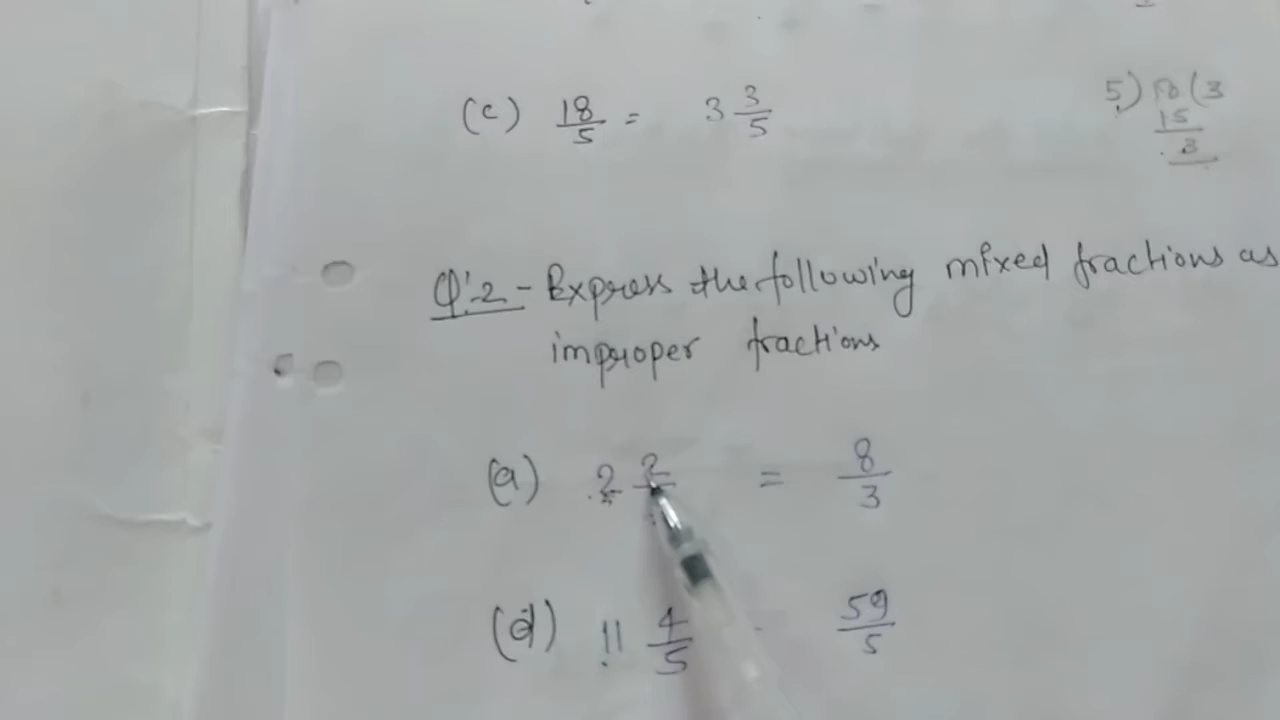 (c) 18/5 = 3 3/5
5) 18 (3
15
3
Q.2 - Express the following mixed fractions as
improper fractions
(a) 2 2/ = 8/3
(d) 11 4/5 59/5